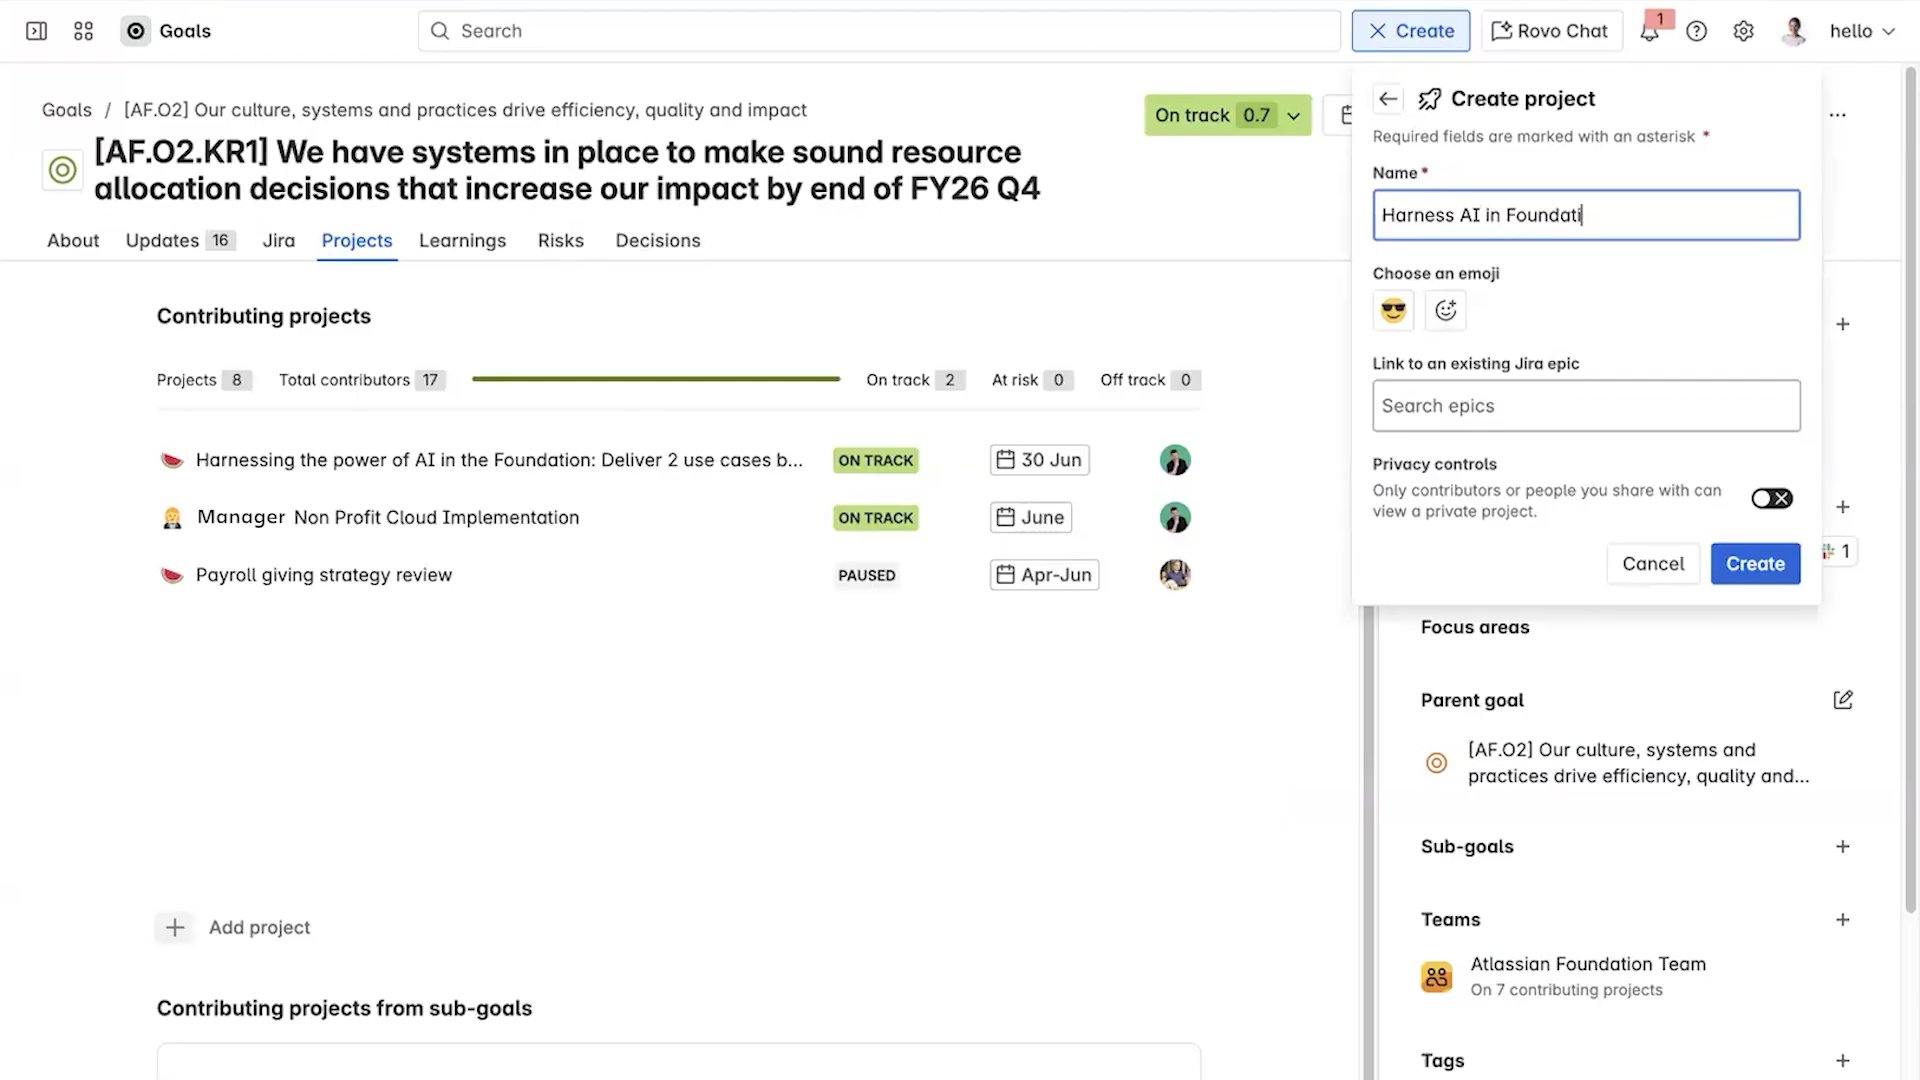 Goals
Search
Create
Rovo Chat
1
hello
Goals / [AF.O2] Our culture, systems and practices drive efficiency, quality and impact
[AF.O2.KR1] We have systems in place to make sound resource
allocation decisions that increase our impact by end of FY26 Q4
On track 0.7
About
Updates 16
Jira
Projects
Learnings
Risks
Decisions
Contributing projects
Projects 8
Total contributors 17
On track 2
At risk 0
Off track 0
Harnessing the power of AI in the Foundation: Deliver 2 use cases b...
ON TRACK
30 Jun
Manager Non Profit Cloud Implementation
ON TRACK
June
Payroll giving strategy review
PAUSED
Apr-Jun
Add project
Contributing projects from sub-goals
Create project
Required fields are marked with an asterisk *
Name *
Harness AI in Foundati
Choose an emoji
Link to an existing Jira epic
Search epics
Privacy controls
Only contributors or people you share with can
view a private project.
Cancel
Create
1
Focus areas
Parent goal
[AF.O2] Our culture, systems and
practices drive efficiency, quality and...
Sub-goals
Teams
Atlassian Foundation Team
On 7 contributing projects
Tags